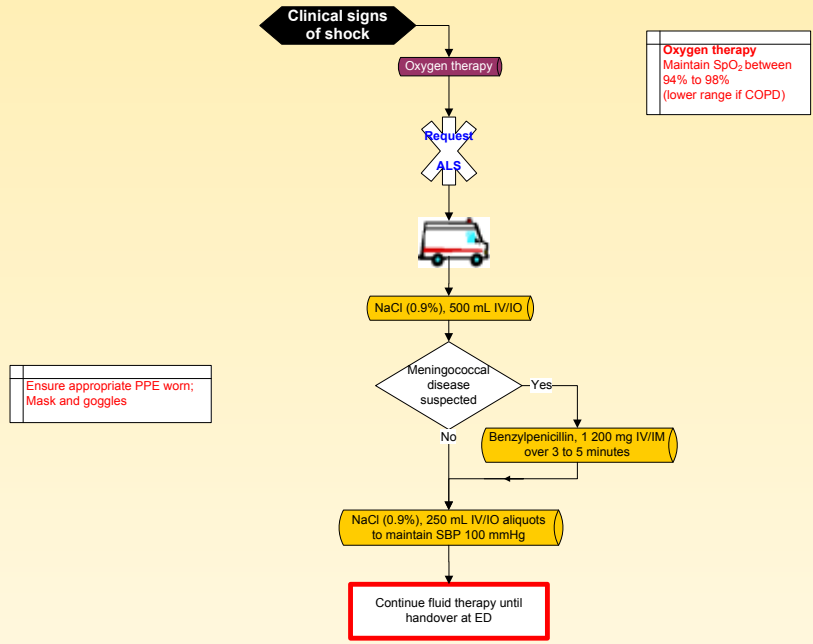 Clinical signs
of shock
Oxygen therapy
Oxygen therapy
Maintain SpO₂ between
94% to 98%
(lower range if COPD)
Request
ALS
NaCl (0.9%), 500 mL IV/IO
Meningococcal
disease
suspected
Yes
No
Ensure appropriate PPE worn;
Mask and goggles
Benzylpenicillin, 1 200 mg IV/IM
over 3 to 5 minutes
NaCl (0.9%), 250 mL IV/IO aliquots
to maintain SBP 100 mmHg
Continue fluid therapy until
handover at ED